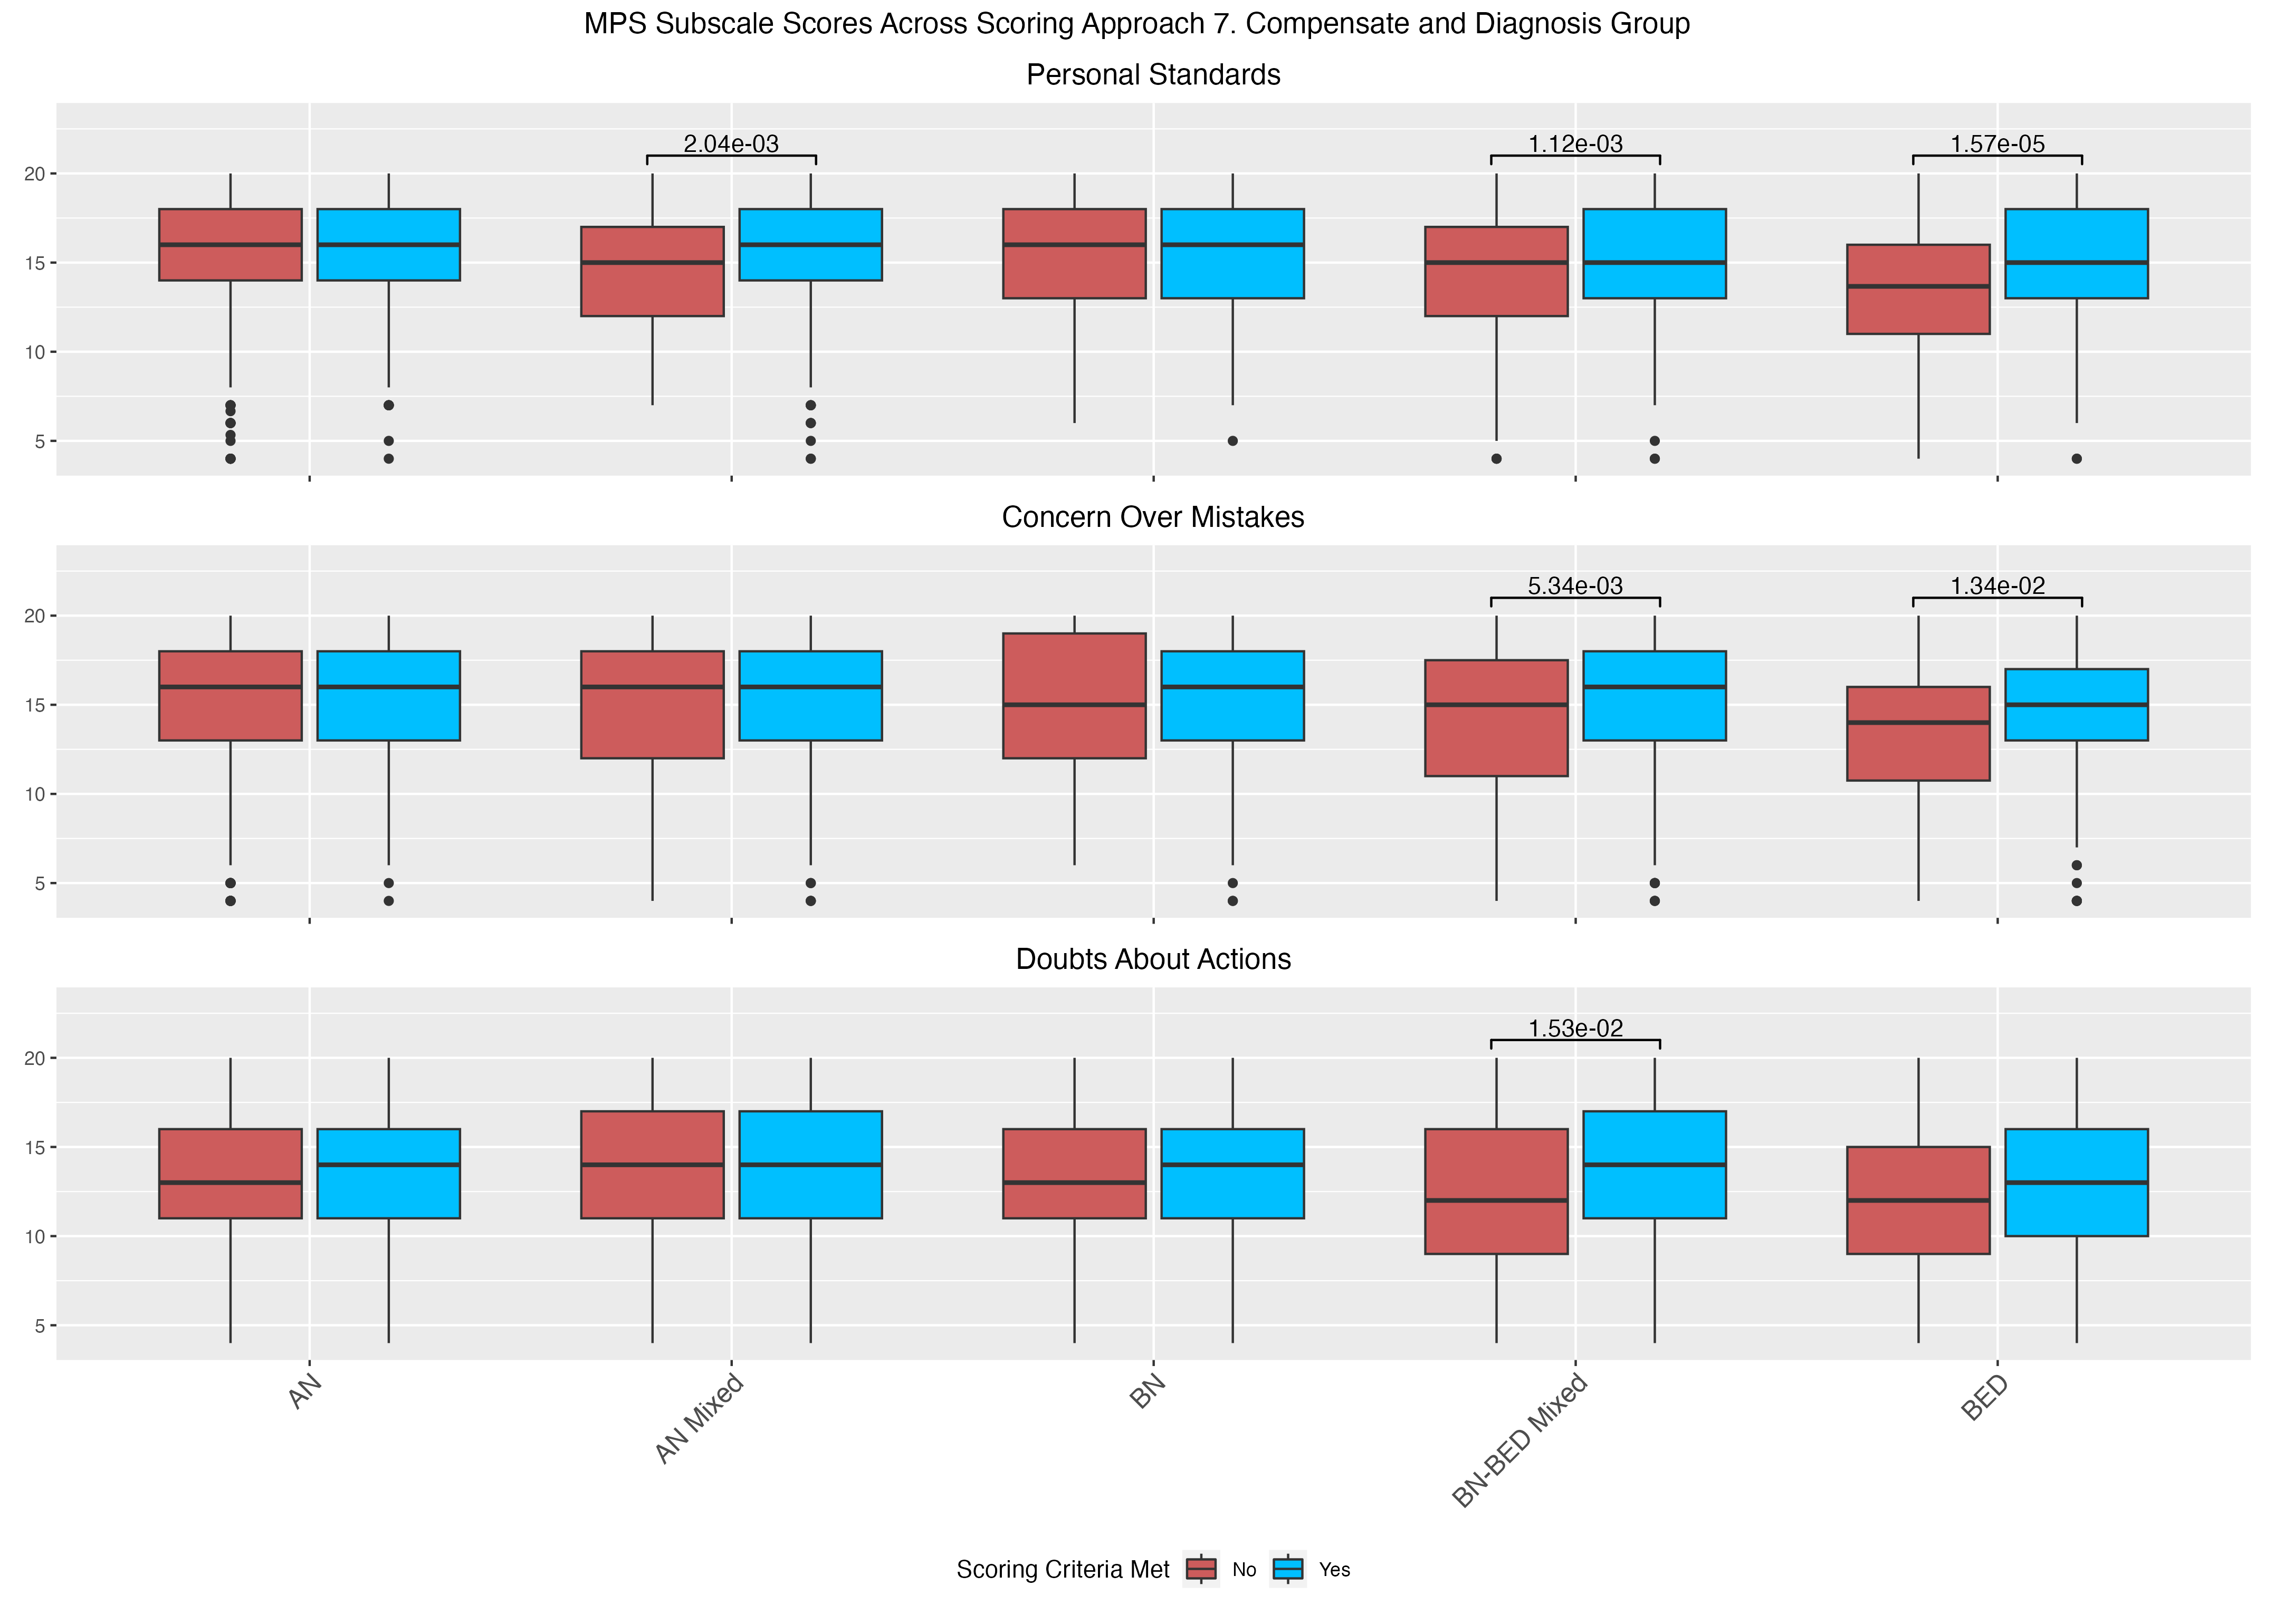 MPS Subscale Scores Across Scoring Approach 7. Compensate and Diagnosis Group
Personal Standards
2.04e-03 1.12e-03 1.57e-05
20
15
10
5
Concern Over Mistakes
5.34e-03 1.34e-02
20
15
10
5
Doubts About Actions
1.53e-02
20
15
10
5
AN AN Mixed BN BN-BED Mixed BED
Scoring Criteria Met No Yes